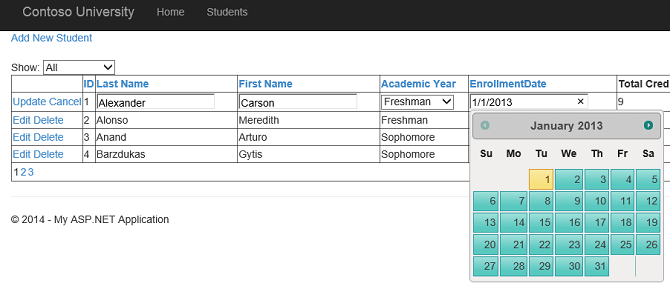 Contoso University Home Students
Add New Student
Show: All
ID Last Name First Name Academic Year EnrollmentDate Total Cred
Update Cancel 1 Alexander Carson Freshman 1/1/2013 × 9
Edit Delete 2 Alonso Meredith Freshman
Edit Delete 3 Anand Arturo Sophomore
Edit Delete 4 Barzdukas Gytis Sophomore
1 2 3
January 2013
Su Mo Tu We Th Fr Sa
1 2 3 4 5
6 7 8 9 10 11 12
13 14 15 16 17 18 19
20 21 22 23 24 25 26
27 28 29 30 31
© 2014 - My ASP.NET Application